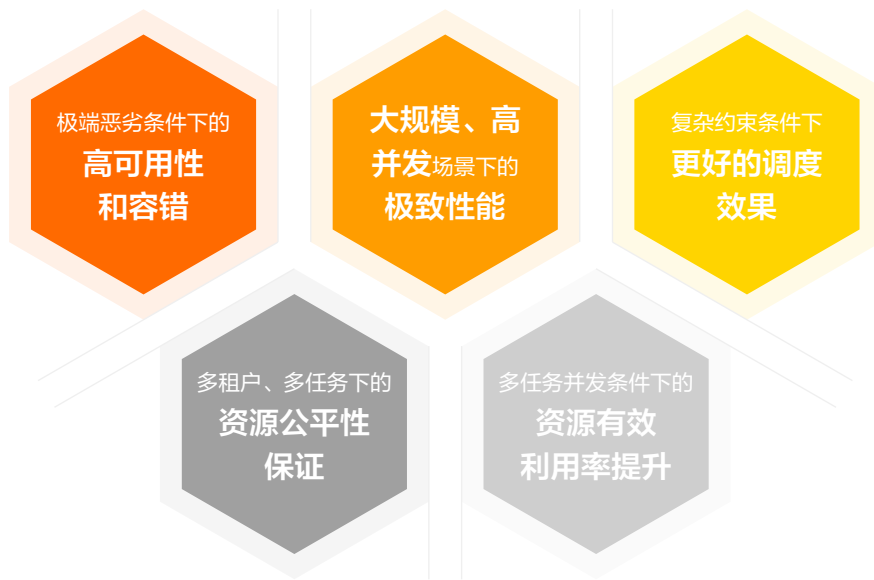 极端恶劣条件下的
高可用性
和容错
大规模、高
并发场景下的
极致性能
复杂约束条件下
更好的调度
效果
多租户、多任务下的
资源公平性
保证
多任务并发条件下的
资源有效
利用率提升